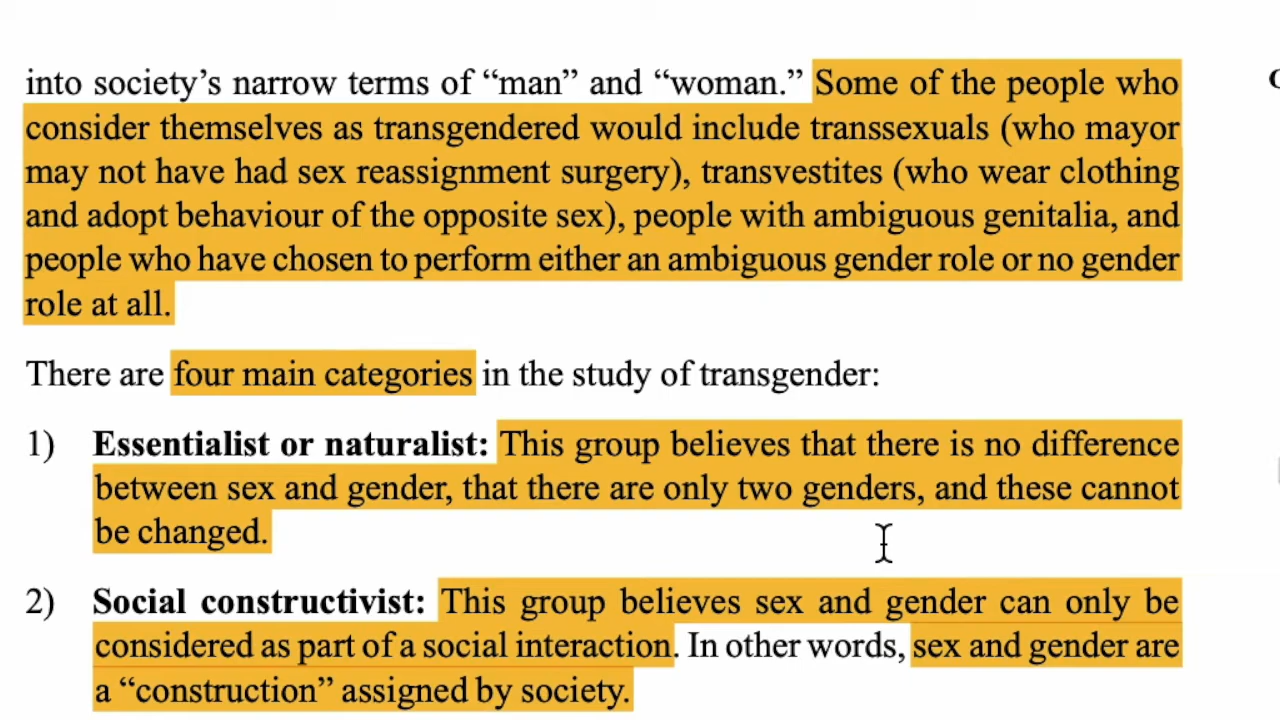 into society’s narrow terms of “man” and “woman.” Some of the people who
consider themselves as transgendered would include transsexuals (who mayor
may not have had sex reassignment surgery), transvestites (who wear clothing
and adopt behaviour of the opposite sex), people with ambiguous genitalia, and
people who have chosen to perform either an ambiguous gender role or no gender
role at all.
There are four main categories in the study of transgender:
1) Essentialist or naturalist: This group believes that there is no difference
between sex and gender, that there are only two genders, and these cannot
be changed.
2) Social constructivist: This group believes sex and gender can only be
considered as part of a social interaction. In other words, sex and gender are
a “construction” assigned by society.